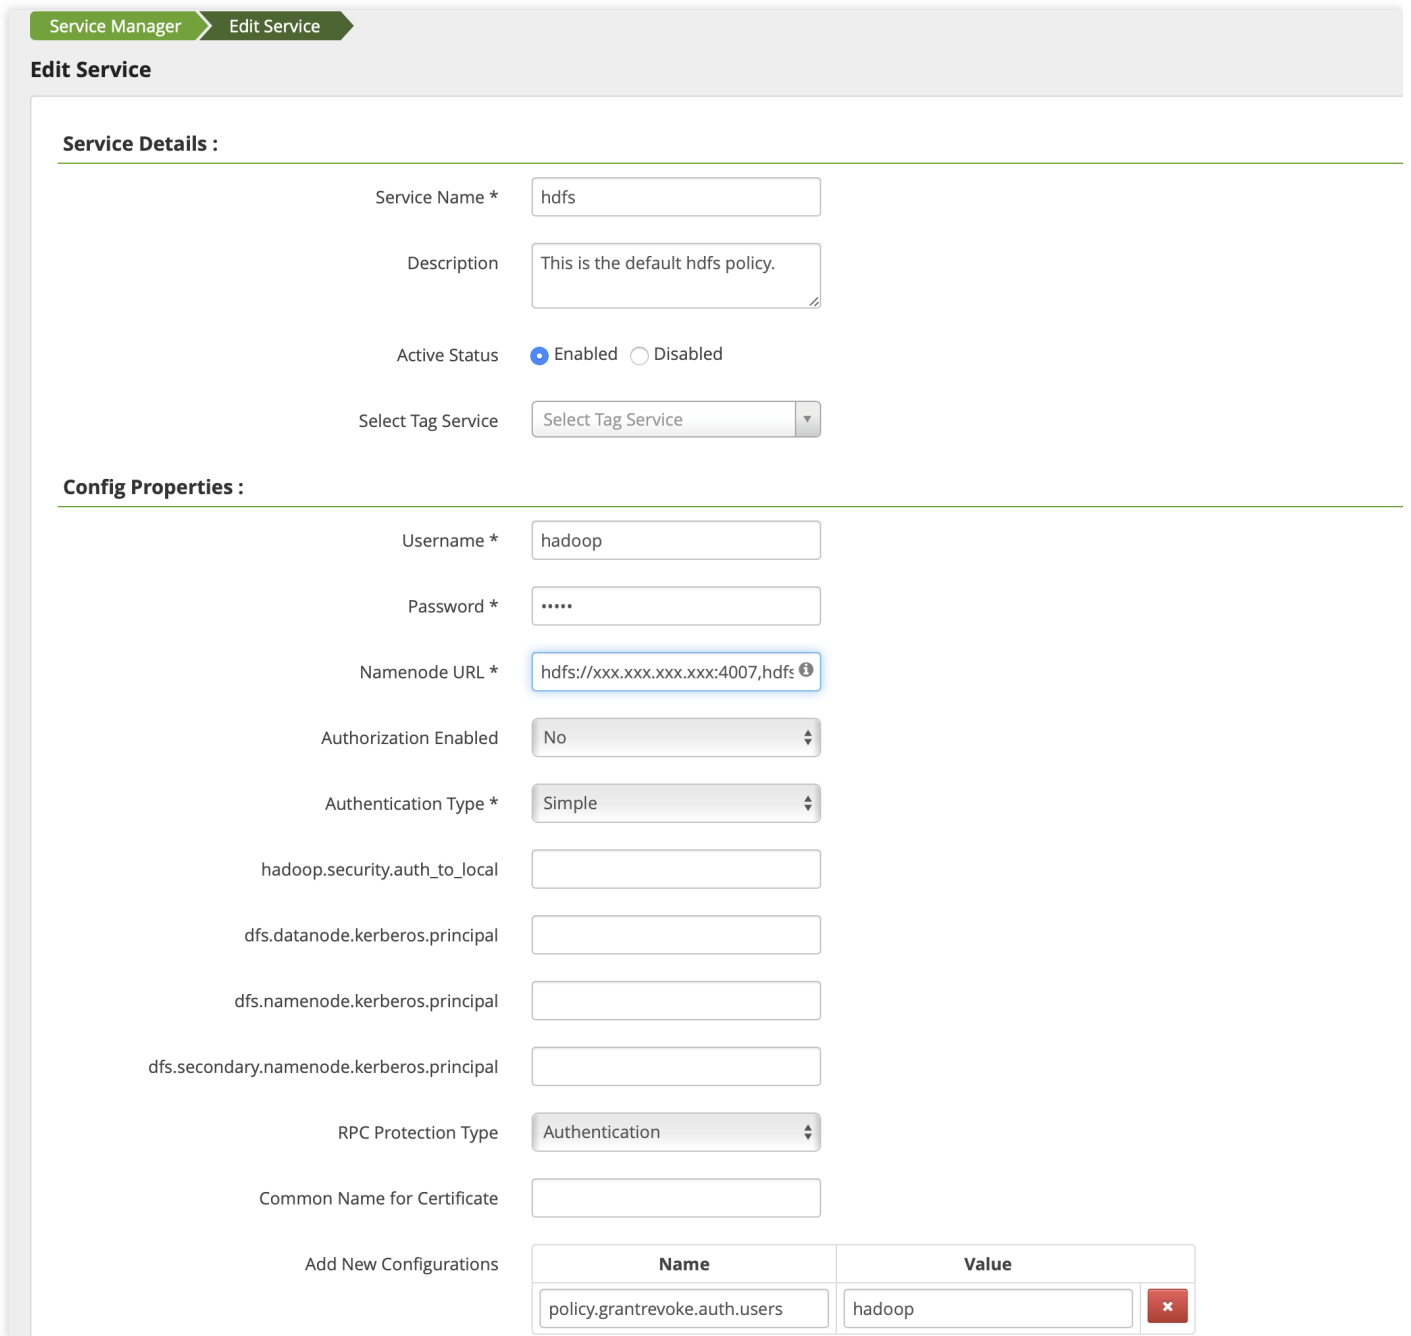 Service Manager Edit Service
Edit Service
Service Details :
Service Name * hdfs
Description This is the default hdfs policy.
Active Status Enabled Disabled
Select Tag Service Select Tag Service
Config Properties :
Username * hadoop
Password * •••••
Namenode URL * hdfs://xxx.xxx.xxx.xxx:4007,hdfs
Authorization Enabled No
Authentication Type * Simple
hadoop.security.auth_to_local
dfs.datanode.kerberos.principal
dfs.namenode.kerberos.principal
dfs.secondary.namenode.kerberos.principal
RPC Protection Type Authentication
Common Name for Certificate
Add New Configurations Name Value
policy.grantrevoke.auth.users hadoop